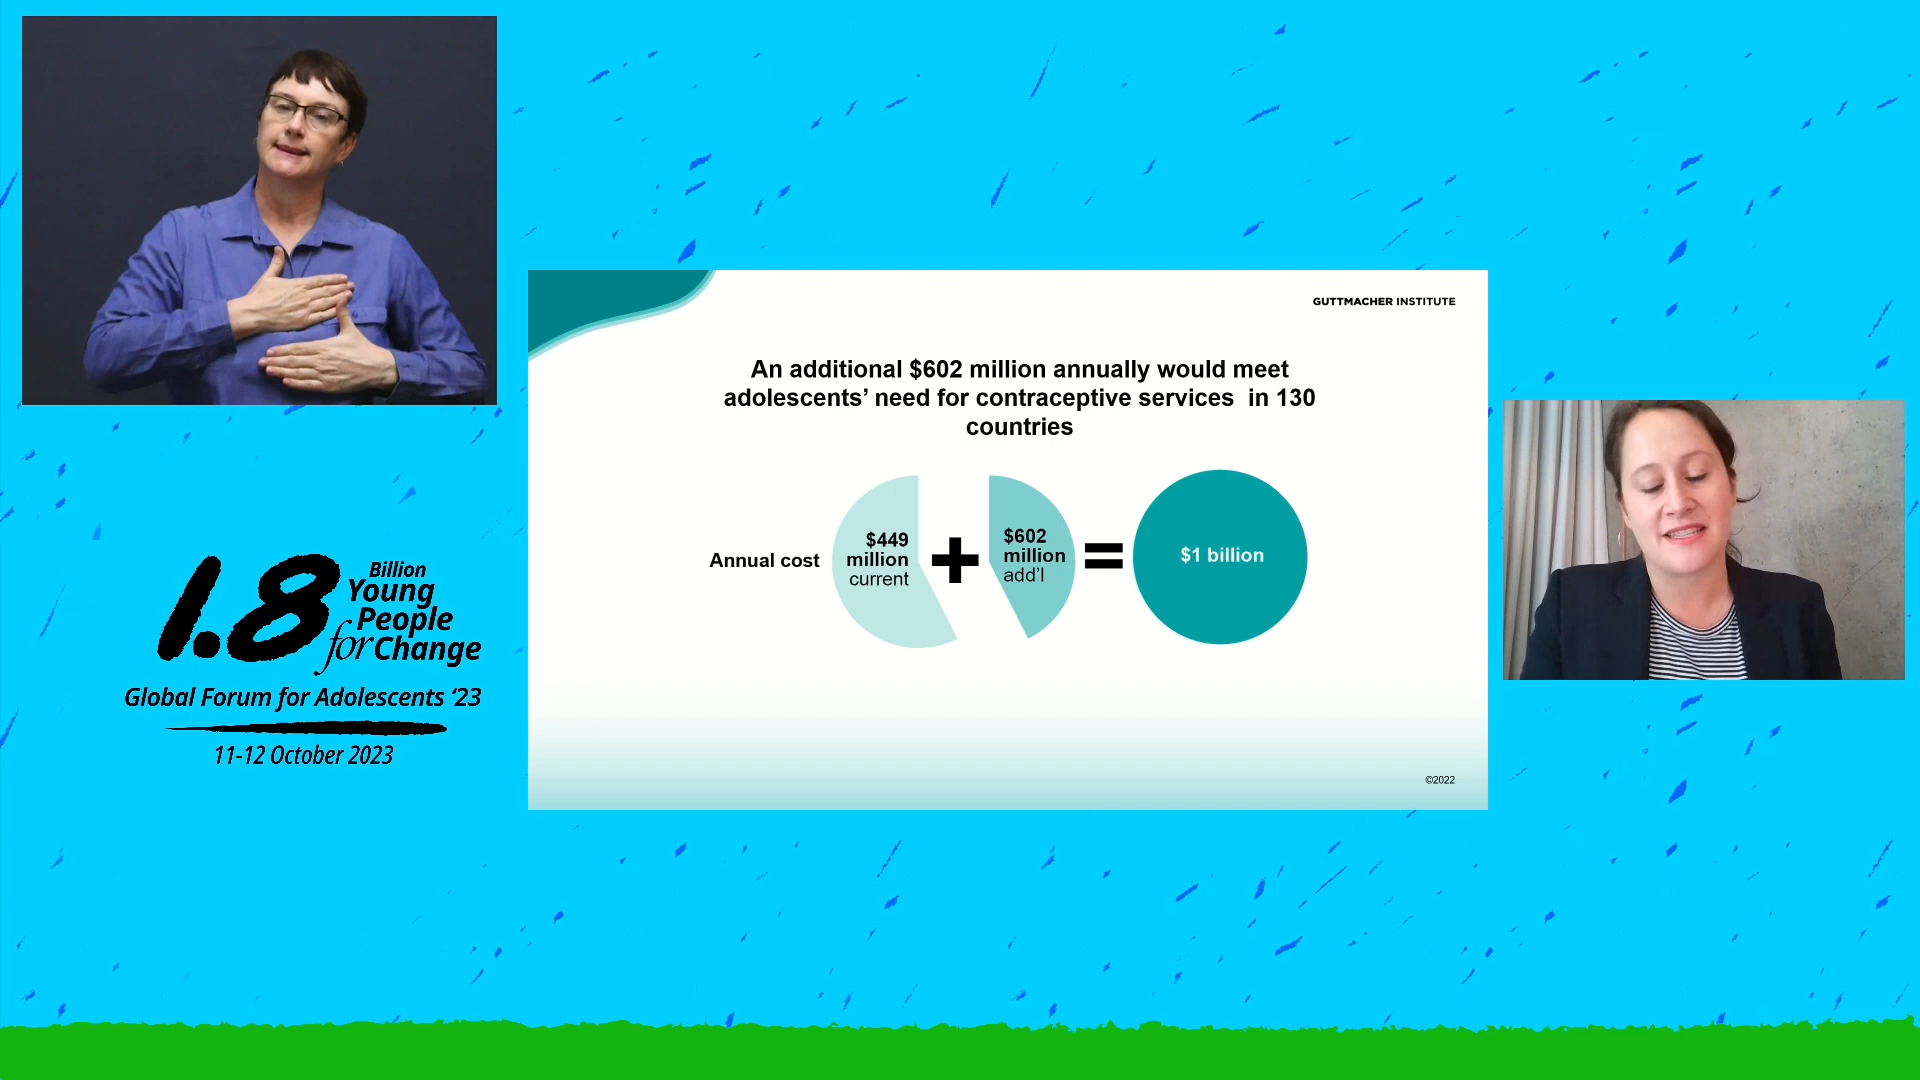 GUTTMACHER INSTITUTE
An additional $602 million annually would meet
adolescents’ need for contraceptive services  in 130
countries
Annual cost
$449
million
current
+
$602
million
add’l
=
$1 billion
©2022
1.8
Billion
Young
People
for Change
Global Forum for Adolescents ‘23
11-12 October 2023